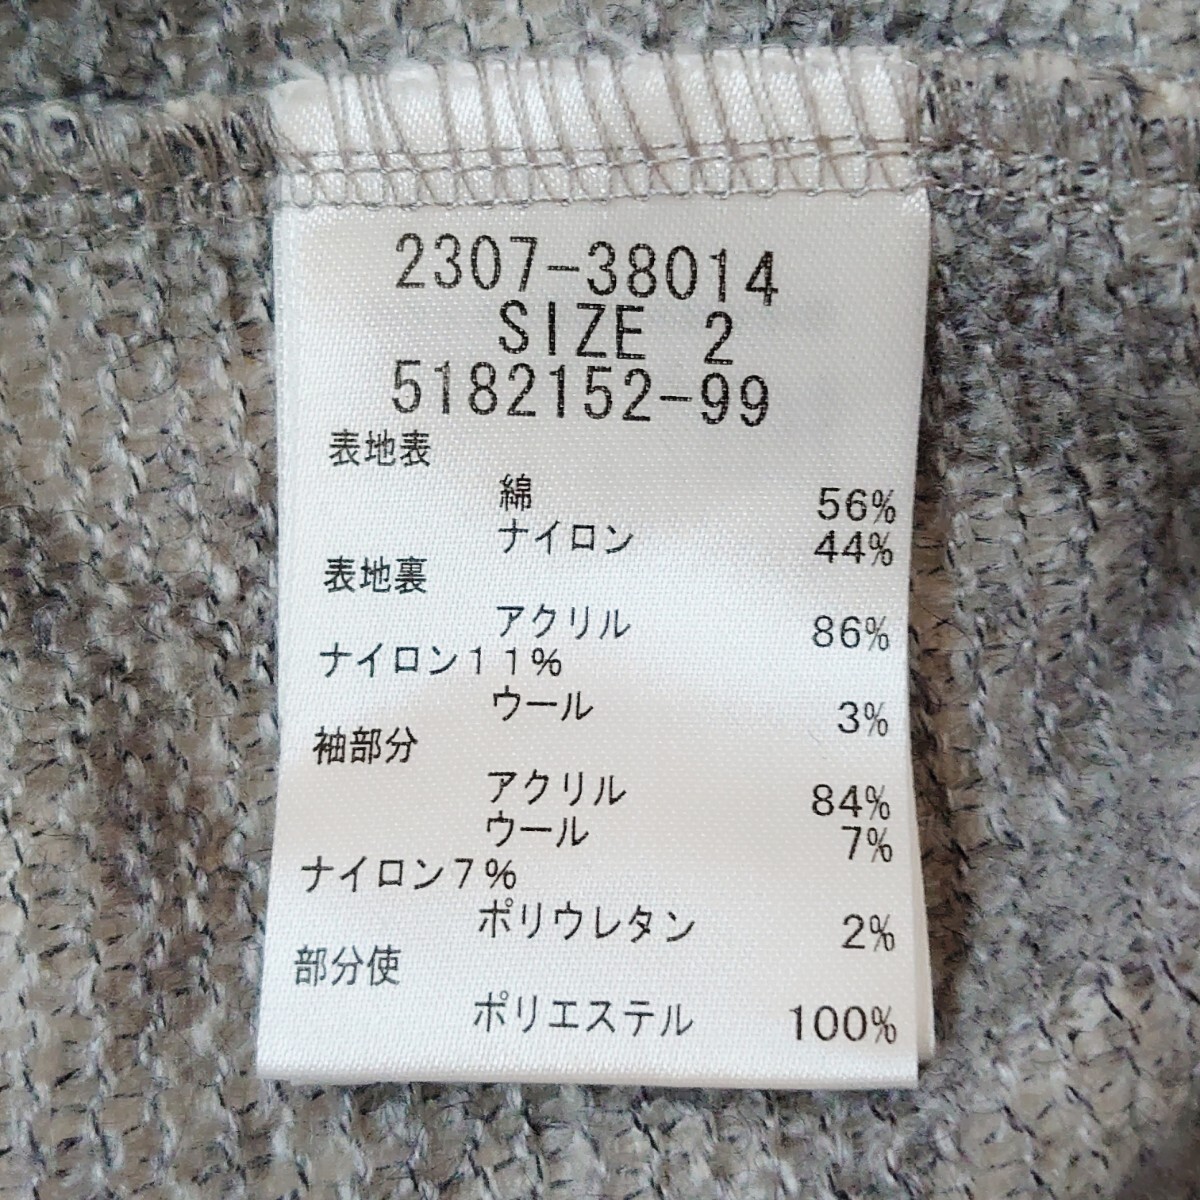 2307-38014
SIZE 2
5182152-99
表地表
綿 56%
ナイロン 44%
表地裏
アクリル 86%
ナイロン１１%
ウール 3%
袖部分
アクリル 84%
ウール 7%
ナイロン７%
ポリウレタン 2%
部分使
ポリエステル 100%